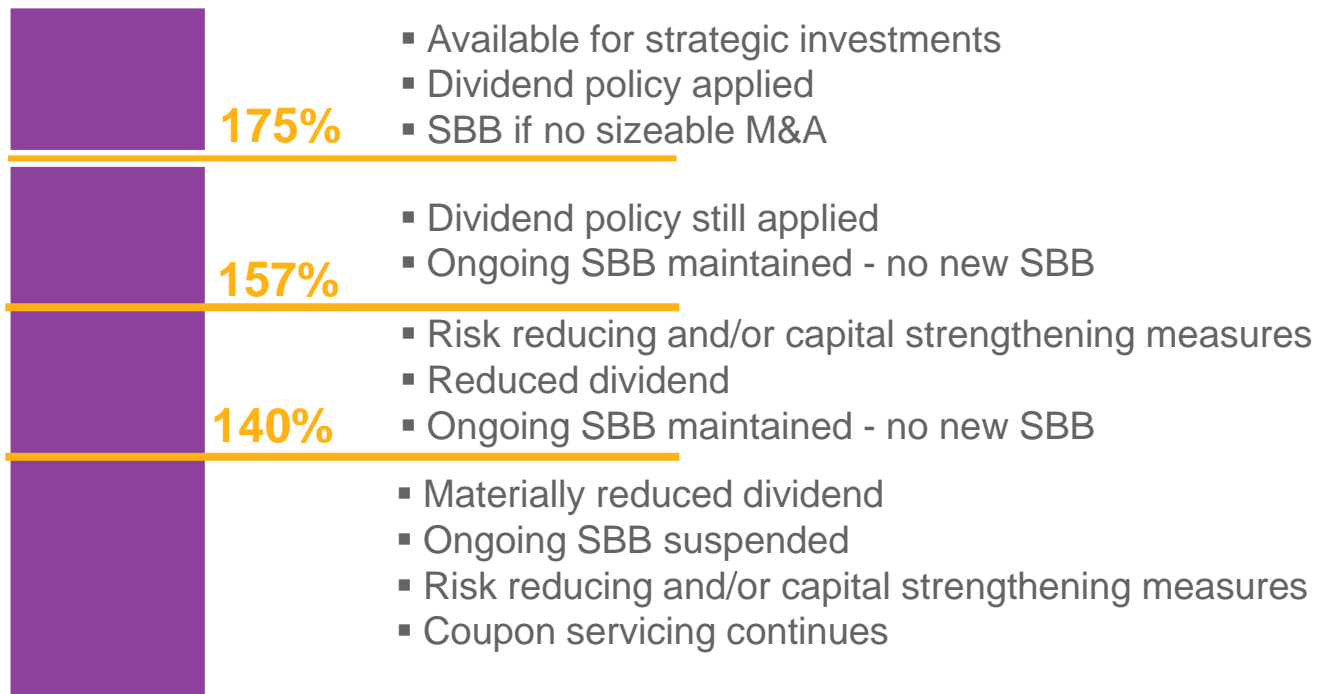 ▪ Available for strategic investments
▪ Dividend policy applied
175%
▪ SBB if no sizeable M&A
▪ Dividend policy still applied
▪ Ongoing SBB maintained - no new SBB
157%
▪ Risk reducing and/or capital strengthening measures
▪ Reduced dividend
140%
▪ Ongoing SBB maintained - no new SBB
▪ Materially reduced dividend
▪ Ongoing SBB suspended
▪ Risk reducing and/or capital strengthening measures
▪ Coupon servicing continues